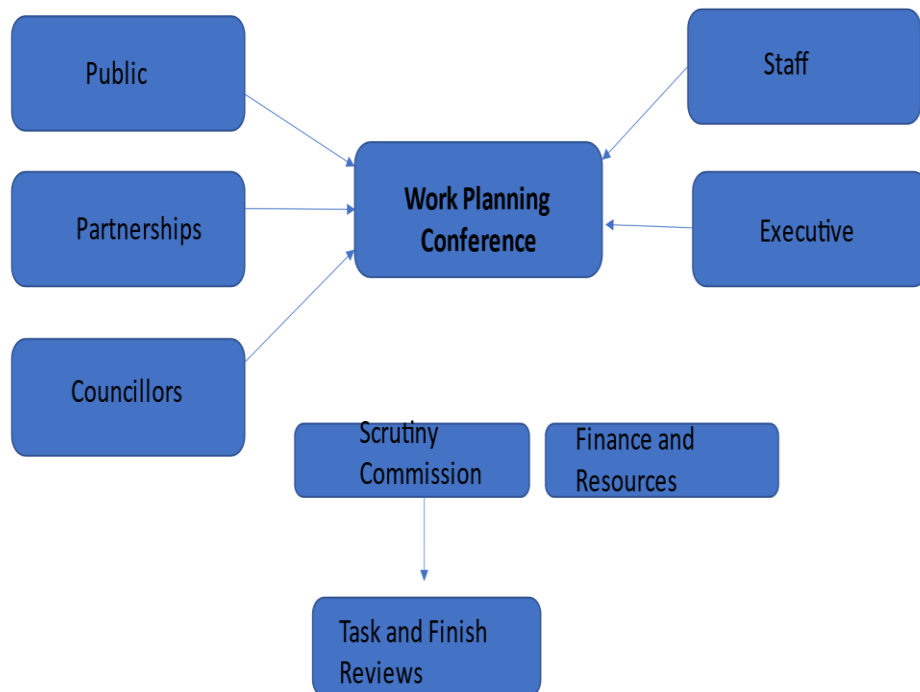 Public
Staff
Work Planning
Conference
Partnerships
Executive
Councillors
Scrutiny
Commission
Finance and
Resources
Task and Finish
Reviews